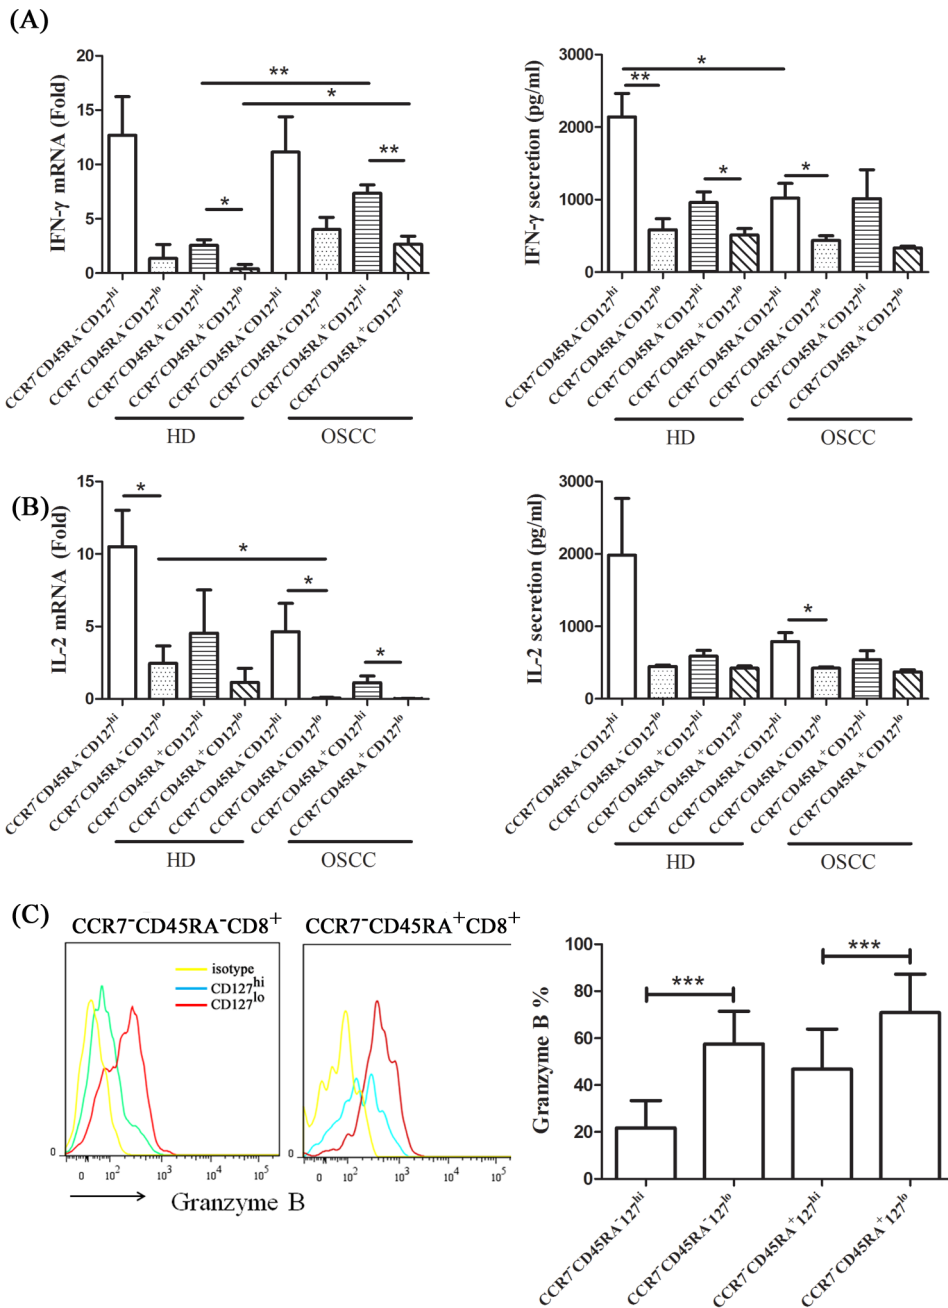 (A)
IFN-γ mRNA (Fold)
20
15
10
5
0
**
*
*
**
CCR7⁻CD45RA⁻CD127ʰⁱ
CCR7⁻CD45RA⁻CD127ˡᵒ
CCR7⁻CD45RA⁺CD127ʰⁱ
CCR7⁻CD45RA⁺CD127ˡᵒ
CCR7⁻CD45RA⁻CD127ʰⁱ
CCR7⁻CD45RA⁻CD127ˡᵒ
CCR7⁻CD45RA⁺CD127ʰⁱ
CCR7⁻CD45RA⁺CD127ˡᵒ
HD
OSCC
IFN-γ secretion (pg/ml)
3000
2000
1000
0
*
**
*
*
CCR7⁻CD45RA⁻CD127ʰⁱ
CCR7⁻CD45RA⁻CD127ˡᵒ
CCR7⁻CD45RA⁺CD127ʰⁱ
CCR7⁻CD45RA⁺CD127ˡᵒ
CCR7⁻CD45RA⁻CD127ʰⁱ
CCR7⁻CD45RA⁻CD127ˡᵒ
CCR7⁻CD45RA⁺CD127ʰⁱ
CCR7⁻CD45RA⁺CD127ˡᵒ
HD
OSCC
(B)
IL-2 mRNA (Fold)
15
10
5
0
*
*
*
*
CCR7⁻CD45RA⁻CD127ʰⁱ
CCR7⁻CD45RA⁻CD127ˡᵒ
CCR7⁻CD45RA⁺CD127ʰⁱ
CCR7⁻CD45RA⁺CD127ˡᵒ
CCR7⁻CD45RA⁻CD127ʰⁱ
CCR7⁻CD45RA⁻CD127ˡᵒ
CCR7⁻CD45RA⁺CD127ʰⁱ
CCR7⁻CD45RA⁺CD127ˡᵒ
HD
OSCC
IL-2 secretion (pg/ml)
3000
2000
1000
0
*
CCR7⁻CD45RA⁻CD127ʰⁱ
CCR7⁻CD45RA⁻CD127ˡᵒ
CCR7⁻CD45RA⁺CD127ʰⁱ
CCR7⁻CD45RA⁺CD127ˡᵒ
CCR7⁻CD45RA⁻CD127ʰⁱ
CCR7⁻CD45RA⁻CD127ˡᵒ
CCR7⁻CD45RA⁺CD127ʰⁱ
CCR7⁻CD45RA⁺CD127ˡᵒ
HD
OSCC
(C)
CCR7⁻CD45RA⁻CD8⁺
isotype
CD127ʰⁱ
CD127ˡᵒ
0
0 10² 10³ 10⁴ 10⁵
CCR7⁻CD45RA⁺CD8⁺
0
0 10² 10³ 10⁴ 10⁵
Granzyme B
Granzyme B %
100
80
60
40
20
0
***
***
CCR7⁻CD45RA⁻127ʰⁱ
CCR7⁻CD45RA⁻127ˡᵒ
CCR7⁻CD45RA⁺127ʰⁱ
CCR7⁻CD45RA⁺127ˡᵒ